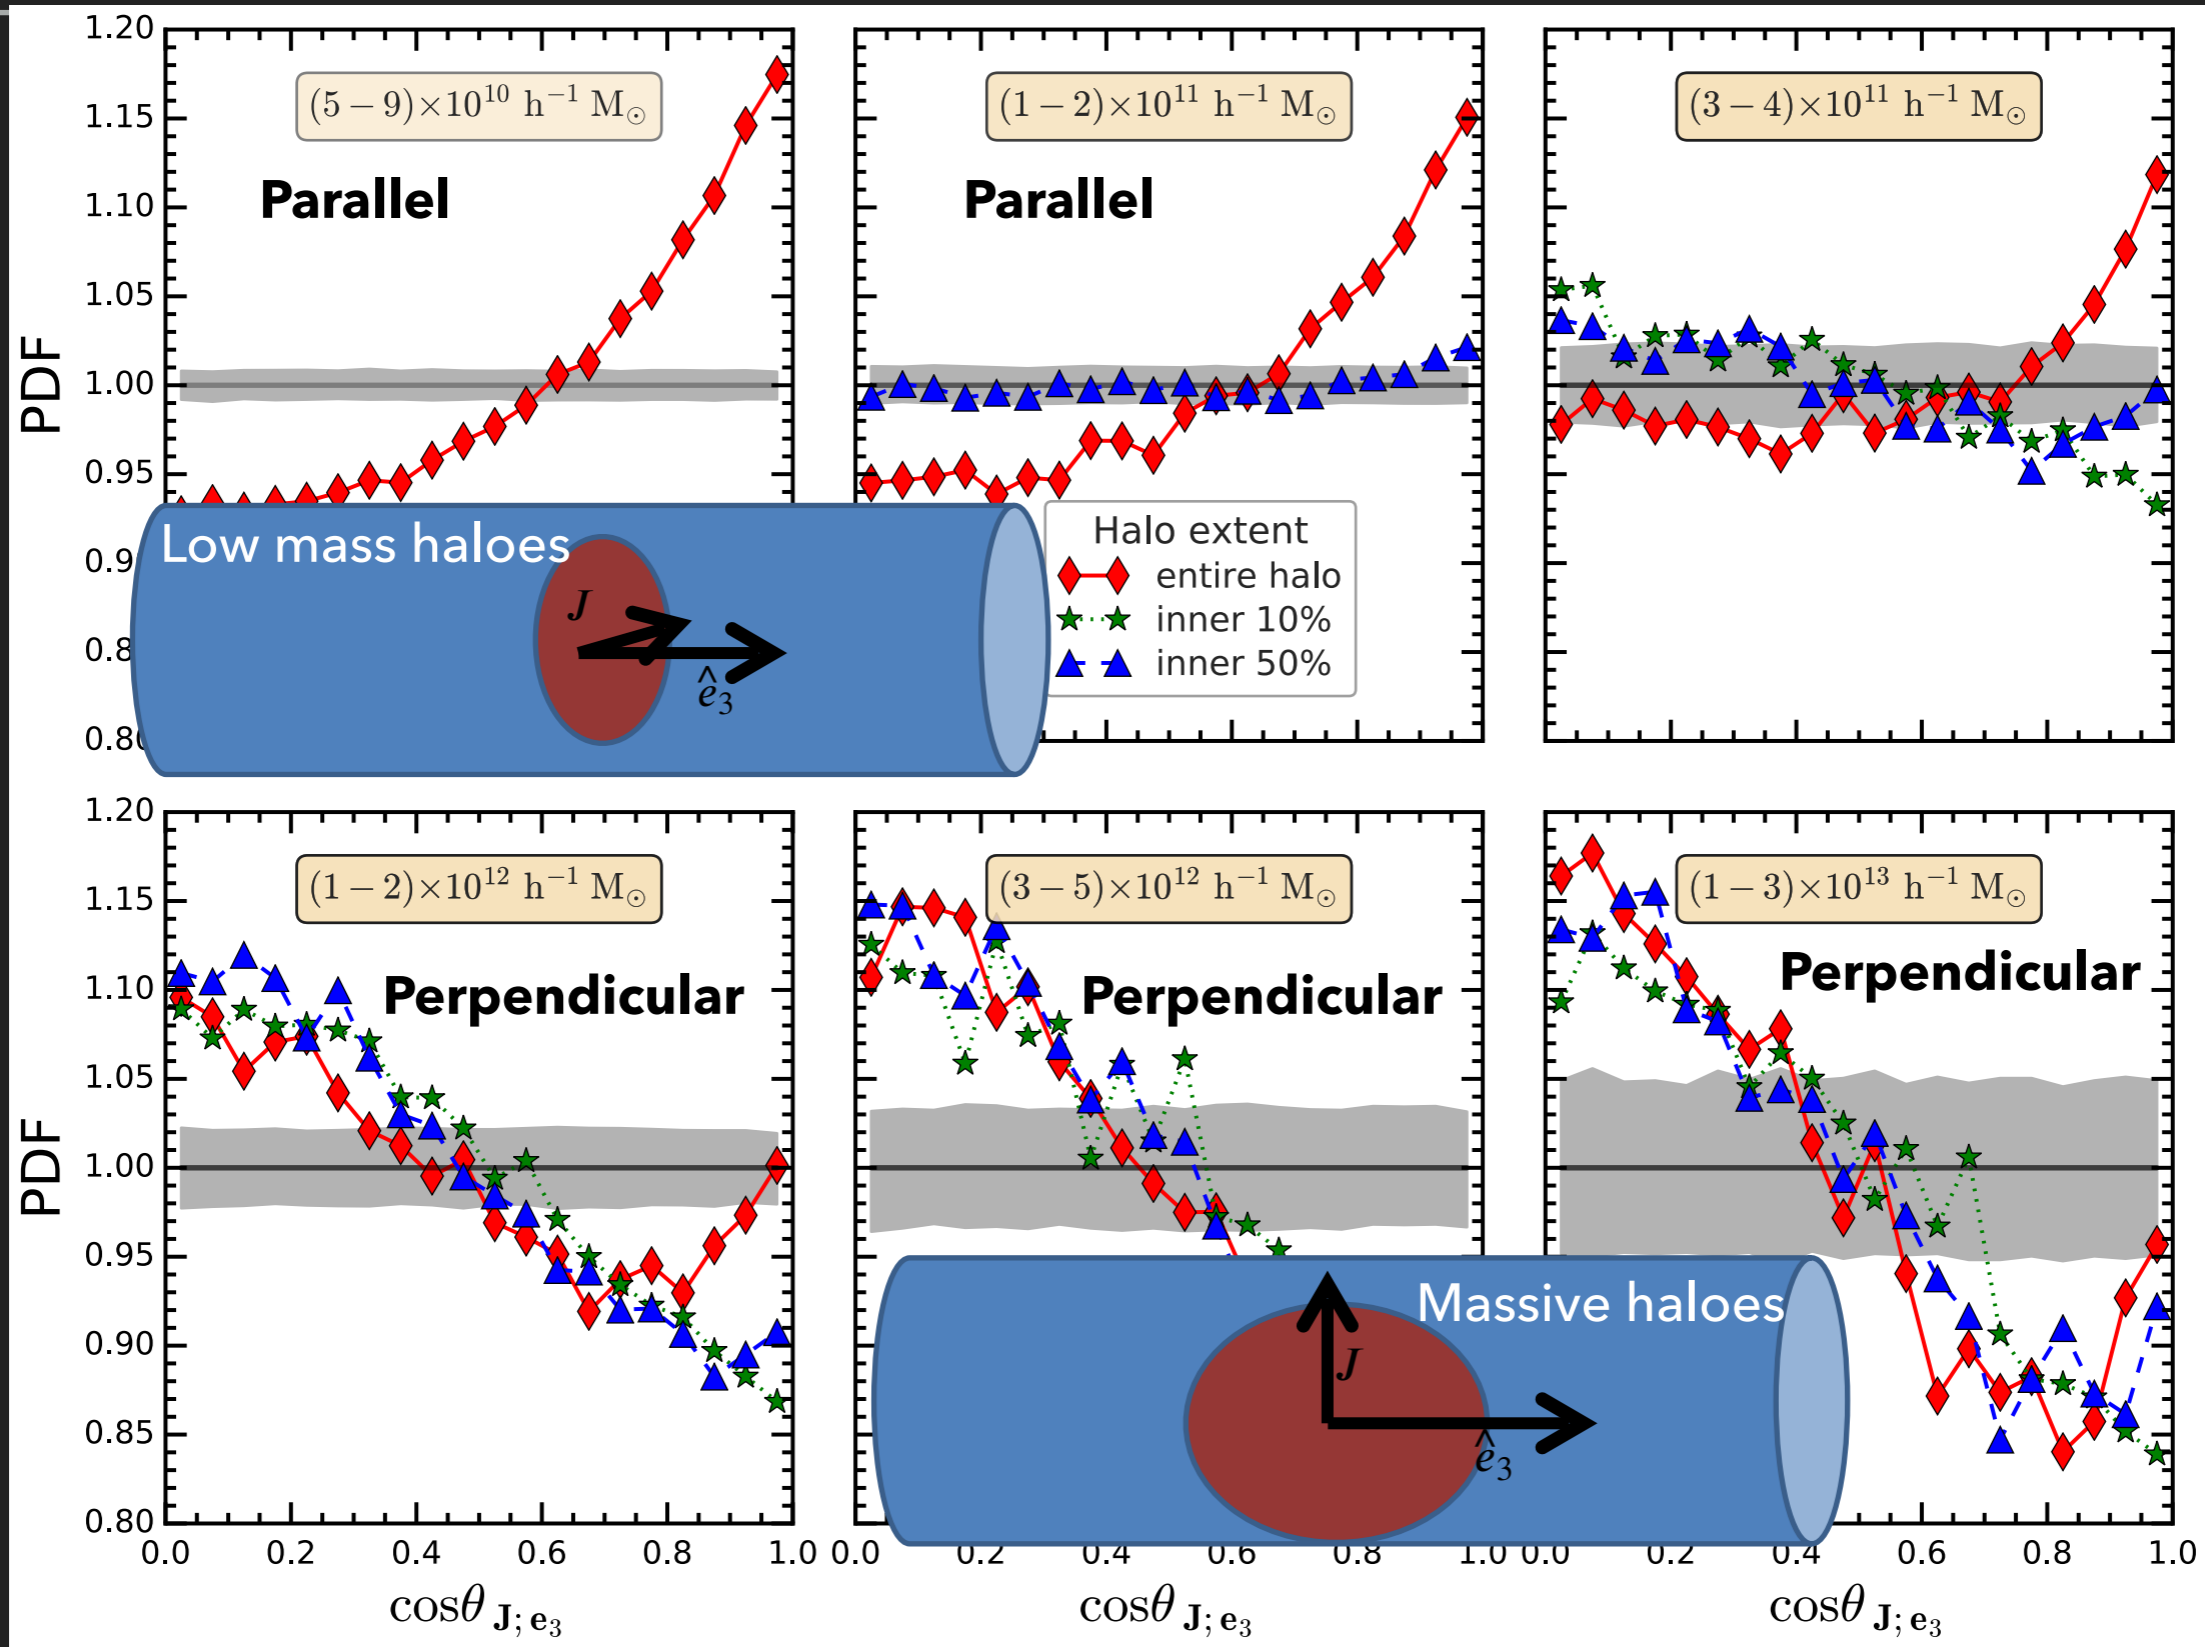 1.20
1.15
1.10
1.05
1.00
0.95
0.9
0.8
0.80
PDF
(5 − 9)×10¹⁰ h⁻¹ M☉
Parallel
(1 − 2)×10¹¹ h⁻¹ M☉
Parallel
(3 − 4)×10¹¹ h⁻¹ M☉
Low mass haloes
J
ê₃
Halo extent
entire halo
inner 10%
inner 50%
1.20
1.15
1.10
1.05
1.00
0.95
0.90
0.85
0.80
PDF
(1 − 2)×10¹² h⁻¹ M☉
Perpendicular
(3 − 5)×10¹² h⁻¹ M☉
Perpendicular
(1 − 3)×10¹³ h⁻¹ M☉
Perpendicular
Massive haloes
J
ê₃
0.0 0.2 0.4 0.6 0.8 1.0 0.0 0.2 0.4 0.6 0.8 1.0 0.0 0.2 0.4 0.6 0.8 1.0
cosθ J; e₃
cosθ J; e₃
cosθ J; e₃